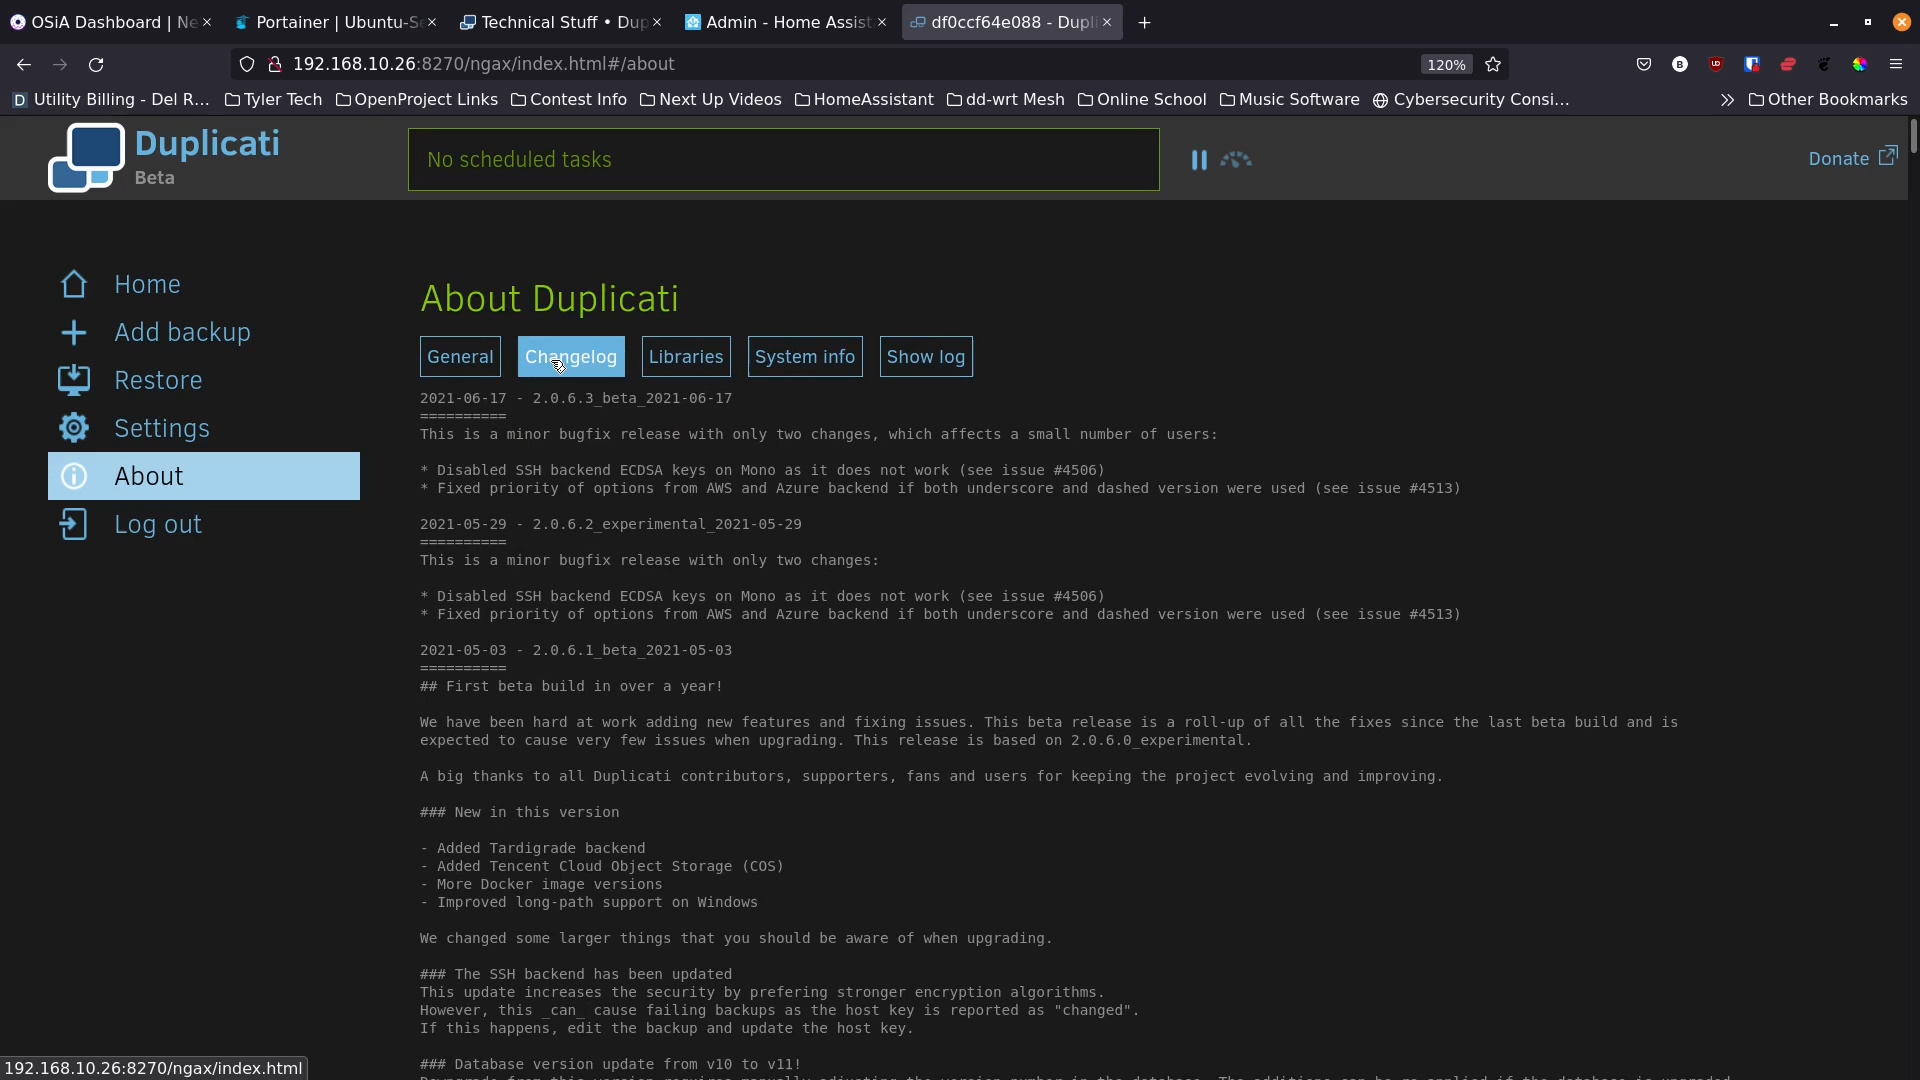 OSiA Dashboard | Ne
Portainer | Ubuntu-Se
Technical Stuff • Dup
Admin - Home Assist
df0ccf64e088 - Dupli
192.168.10.26:8270/ngax/index.html#/about
120%
Utility Billing - Del R...
Tyler Tech
OpenProject Links
Contest Info
Next Up Videos
HomeAssistant
dd-wrt Mesh
Online School
Music Software
Cybersecurity Consi...
Other Bookmarks
Duplicati
Beta
No scheduled tasks
Donate
Home
Add backup
Restore
Settings
About
Log out
About Duplicati
General
Changelog
Libraries
System info
Show log
2021-06-17 - 2.0.6.3_beta_2021-06-17
==========
This is a minor bugfix release with only two changes, which affects a small number of users:
* Disabled SSH backend ECDSA keys on Mono as it does not work (see issue #4506)
* Fixed priority of options from AWS and Azure backend if both underscore and dashed version were used (see issue #4513)
2021-05-29 - 2.0.6.2_experimental_2021-05-29
==========
This is a minor bugfix release with only two changes:
* Disabled SSH backend ECDSA keys on Mono as it does not work (see issue #4506)
* Fixed priority of options from AWS and Azure backend if both underscore and dashed version were used (see issue #4513)
2021-05-03 - 2.0.6.1_beta_2021-05-03
==========
## First beta build in over a year!
We have been hard at work adding new features and fixing issues. This beta release is a roll-up of all the fixes since the last beta build and is
expected to cause very few issues when upgrading. This release is based on 2.0.6.0_experimental.
A big thanks to all Duplicati contributors, supporters, fans and users for keeping the project evolving and improving.
### New in this version
- Added Tardigrade backend
- Added Tencent Cloud Object Storage (COS)
- More Docker image versions
- Improved long-path support on Windows
We changed some larger things that you should be aware of when upgrading.
### The SSH backend has been updated
This update increases the security by prefering stronger encryption algorithms.
However, this _can_ cause failing backups as the host key is reported as "changed".
If this happens, edit the backup and update the host key.
### Database version update from v10 to v11!
192.168.10.26:8270/ngax/index.html